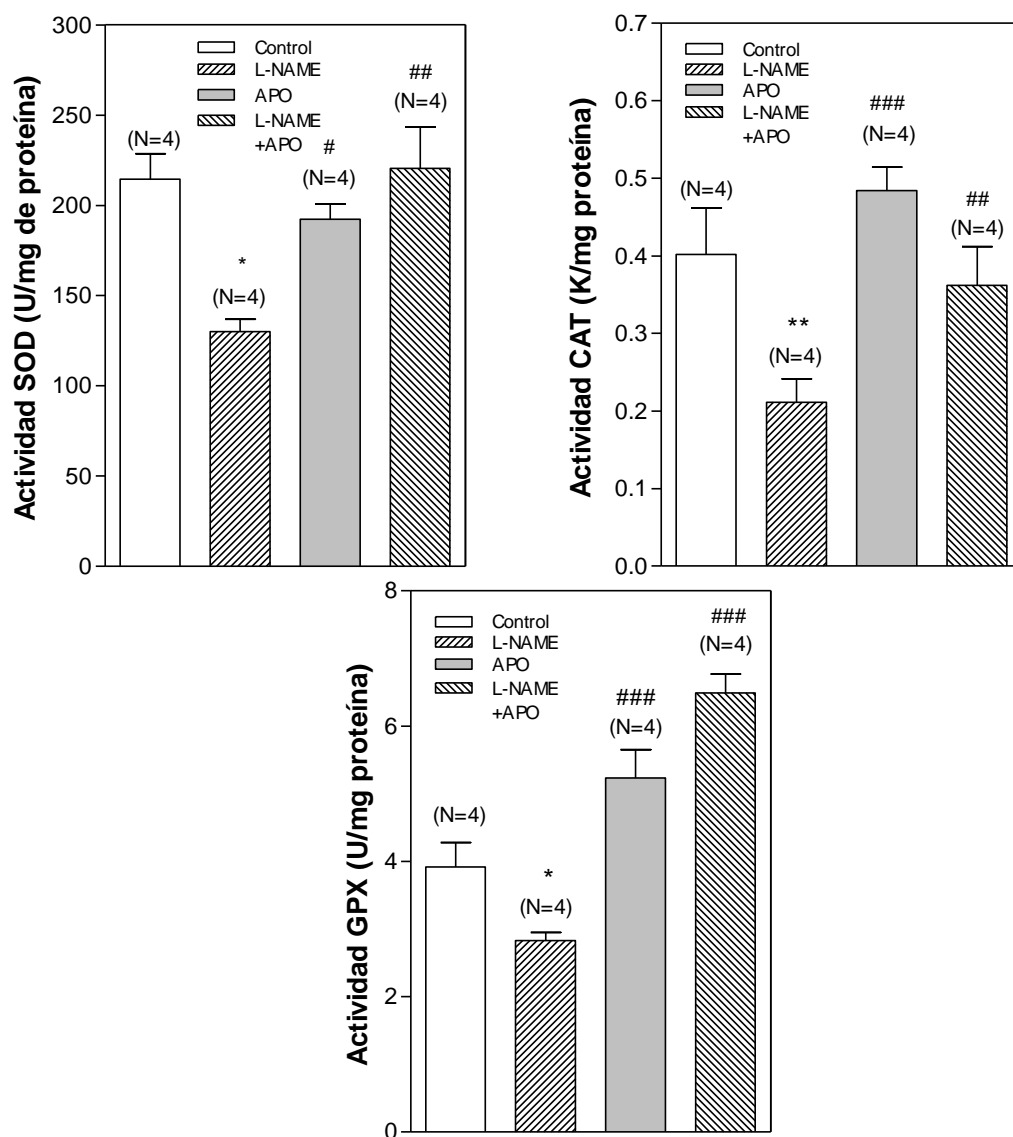 Actividad SOD (U/mg de proteína)
300
250
200
150
100
50
0
Control
L-NAME
APO
L-NAME
+APO
(N=4)
*
(N=4)
#
(N=4)
##
(N=4)
Actividad CAT (K/mg proteína)
0.7
0.6
0.5
0.4
0.3
0.2
0.1
0.0
Control
L-NAME
APO
L-NAME
+APO
(N=4)
**
(N=4)
###
(N=4)
##
(N=4)
Actividad GPX (U/mg proteína)
8
6
4
2
0
Control
L-NAME
APO
L-NAME
+APO
(N=4)
*
(N=4)
###
(N=4)
###
(N=4)